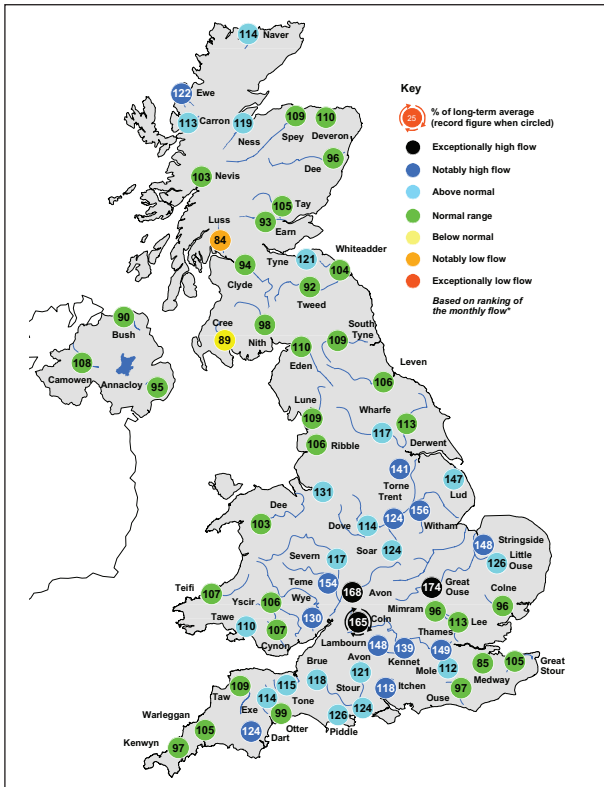 114 Naver
122 Ewe
113 Carron
119 Ness
109 Spey
110 Deveron
96 Dee
103 Nevis
105 Tay
93 Earn
Luss
84
Key
25
% of long-term average
(record figure when circled)
Exceptionally high flow
Notably high flow
Above normal
Normal range
Below normal
Notably low flow
Exceptionally low flow
Based on ranking of
the monthly flow*
Tyne 121
Whiteadder
104
94
Clyde
92
Tweed
Cree
89
98
Nith
110
Eden
109
South
Tyne
90
Bush
108
Camowen
Annacloy 95
Leven
106
Lune
109
Wharfe
117
113
Derwent
106 Ribble
141
Torne
147
Lud
131
Dee
103
Trent
124
156
Witham
Dove 114
Soar 124
148
Stringside
126
Little
Ouse
Severn 117
Teme 154
168 Avon
174
Great
Ouse
Colne
96
Teifi
107
Yscir 106
Wye
130
Tawe
110
107
Cynon
165
Coln
Mimram
96
113 Lee
Thames
149
Lambourn
148
139
Kennet
Mole 112
85
Medway
105
Great
Stour
Brue
118
Avon
121
Stour
124
118 Itchen
Ouse 97
126
Piddle
Taw 109
115
Tone
114
Exe
99
Otter
124
Dart
Warleggan
105
Kenwyn
97